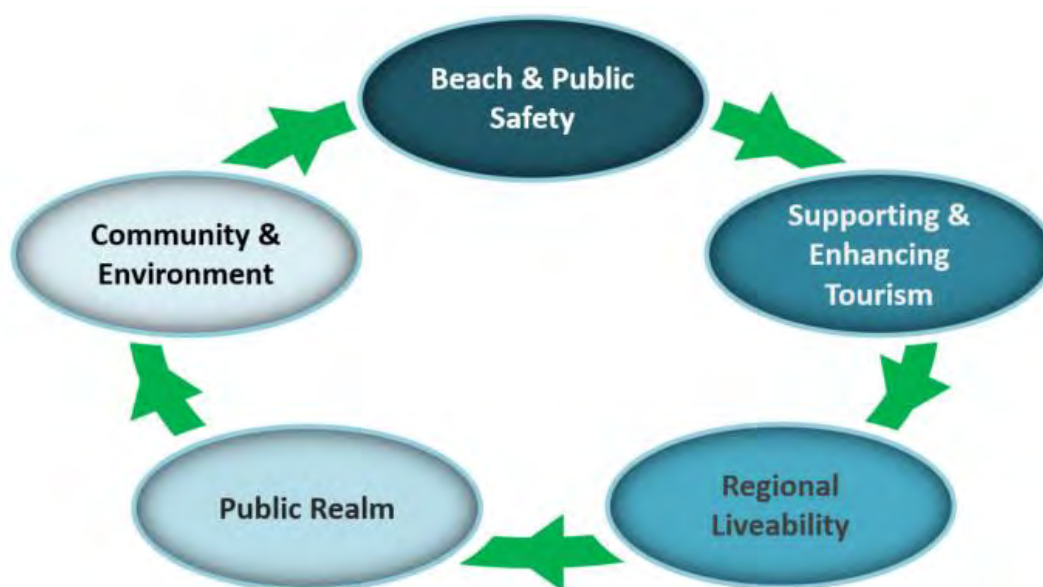 Beach & Public
Safety
Supporting &
Enhancing
Tourism
Regional
Liveability
Public Realm
Community &
Environment